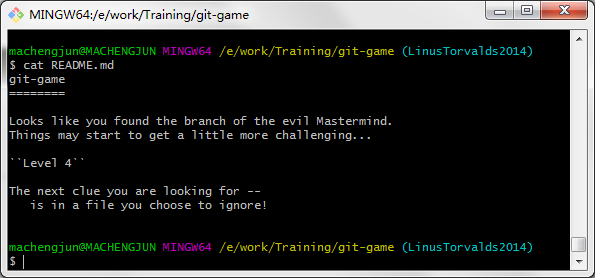 MINGW64:/e/work/Training/git-game
machengjun@MACHENGJUN MINGW64 /e/work/Training/git-game (LinusTorvalds2014)
$ cat README.md
git-game
========
Looks like you found the branch of the evil Mastermind.
Things may start to get a little more challenging...
``Level 4``
The next clue you are looking for --
is in a file you choose to ignore!
machengjun@MACHENGJUN MINGW64 /e/work/Training/git-game (LinusTorvalds2014)
$